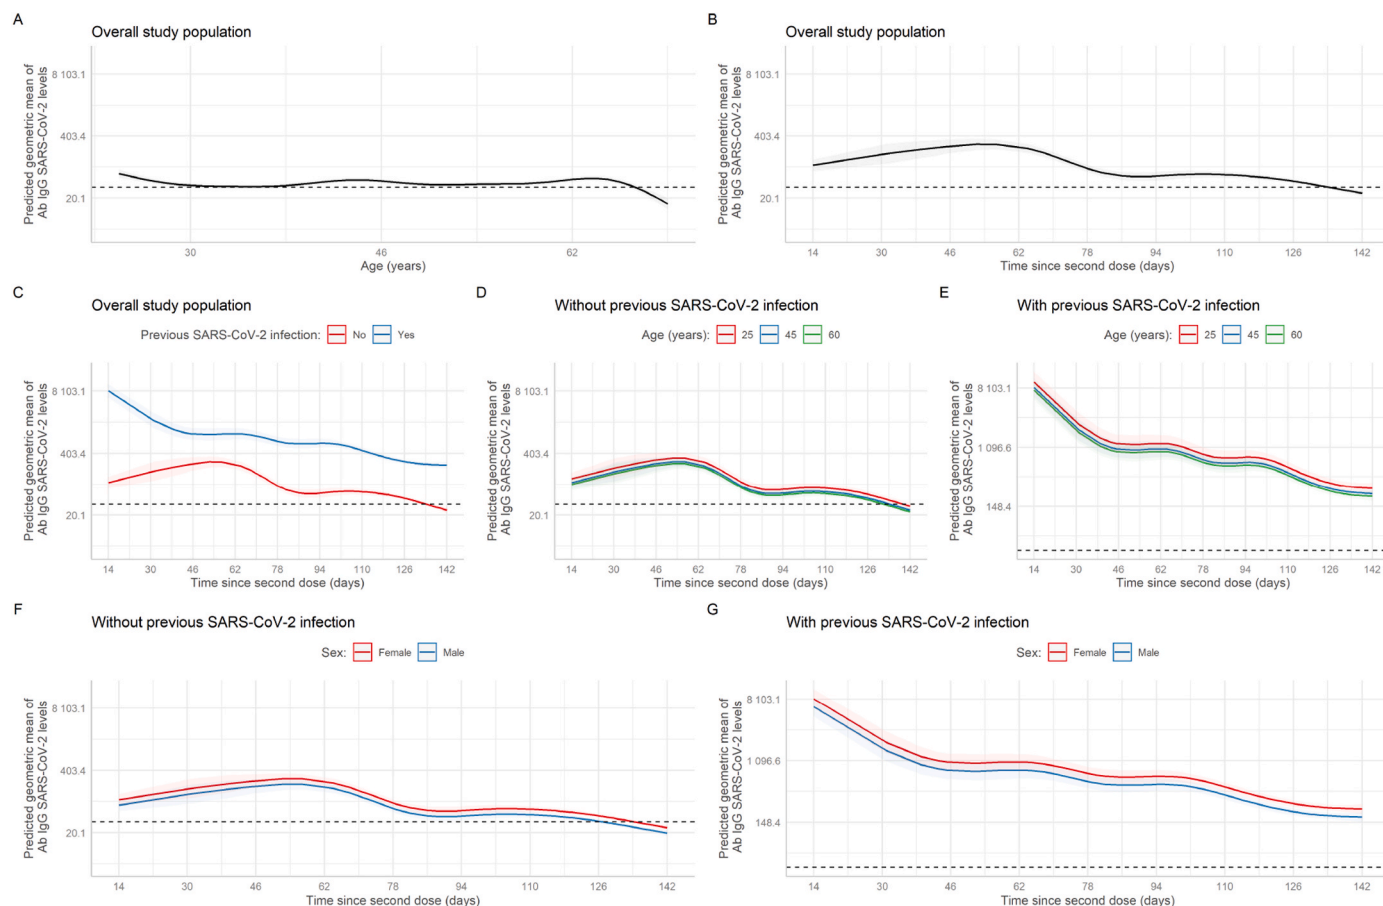 A
Overall study population
Predicted geometric mean of
Ab IgG SARS-CoV-2 levels
8 103.1
403.4
20.1
30 46 62
Age (years)
B
Overall study population
Predicted geometric mean of
Ab IgG SARS-CoV-2 levels
8 103.1
403.4
20.1
14 30 46 62 78 94 110 126 142
Time since second dose (days)
C
Overall study population
Previous SARS-CoV-2 infection: No Yes
Predicted geometric mean of
Ab IgG SARS-CoV-2 levels
8 103.1
403.4
20.1
14 30 46 62 78 94 110 126 142
Time since second dose (days)
D
Without previous SARS-CoV-2 infection
Age (years): 25 45 60
Predicted geometric mean of
Ab IgG SARS-CoV-2 levels
8 103.1
403.4
20.1
14 30 46 62 78 94 110 126 142
Time since second dose (days)
E
With previous SARS-CoV-2 infection
Age (years): 25 45 60
Predicted geometric mean of
Ab IgG SARS-CoV-2 levels
8 103.1
1 096.6
148.4
14 30 46 62 78 94 110 126 142
Time since second dose (days)
F
Without previous SARS-CoV-2 infection
Sex: Female Male
Predicted geometric mean of
Ab IgG SARS-CoV-2 levels
8 103.1
403.4
20.1
14 30 46 62 78 94 110 126 142
Time since second dose (days)
G
With previous SARS-CoV-2 infection
Sex: Female Male
Predicted geometric mean of
Ab IgG SARS-CoV-2 levels
8 103.1
1 096.6
148.4
14 30 46 62 78 94 110 126 142
Time since second dose (days)